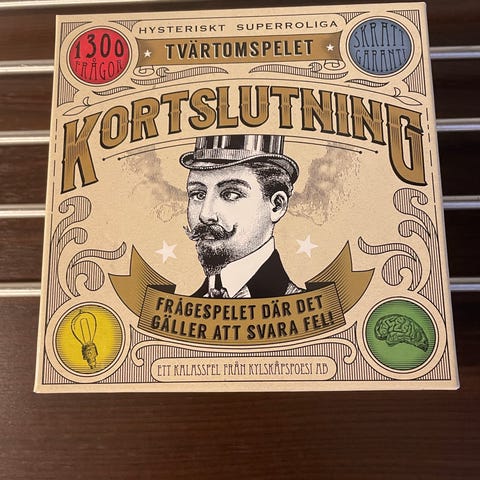 HYSTERISKT SUPERROLIGA
1300
FRÅGOR
TVÄRTOMSPELET
SKRATT
GARANTI
KORTSLUTNING
FRÅGESPELET DÄR DET
GÄLLER ATT SVARA FEL!
ETT KALASSPEL FRÅN KYLSKÅPSPOESI AB